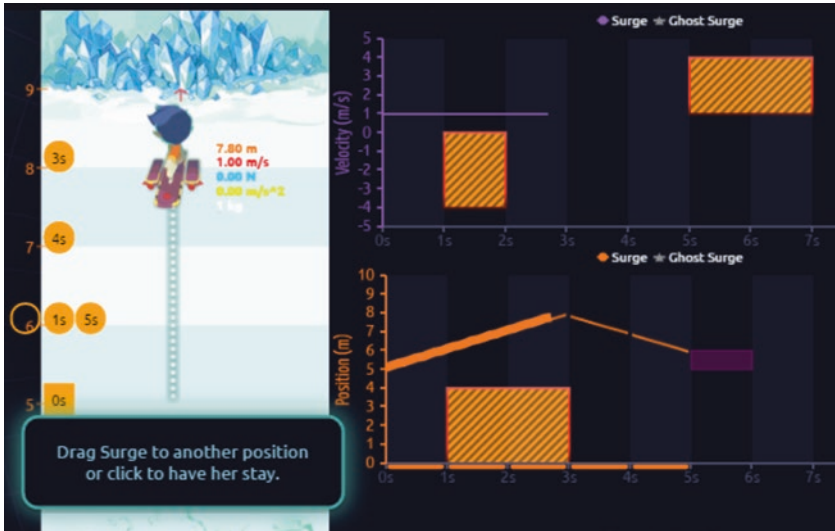 9
8
7
6
5
3s
4s
1s
5s
0s
7.80 m
1.00 m/s
0.00 N
0.00 m/s^2
1 kg
Drag Surge to another position
or click to have her stay.
Surge Ghost Surge
Velocity (m/s)
5
4
3
2
1
0
-1
-2
-3
-4
-5
0s 1s 2s 3s 4s 5s 6s 7s
Surge Ghost Surge
Position (m)
10
9
8
7
6
5
4
3
2
1
0
0s 1s 2s 3s 4s 5s 6s 7s